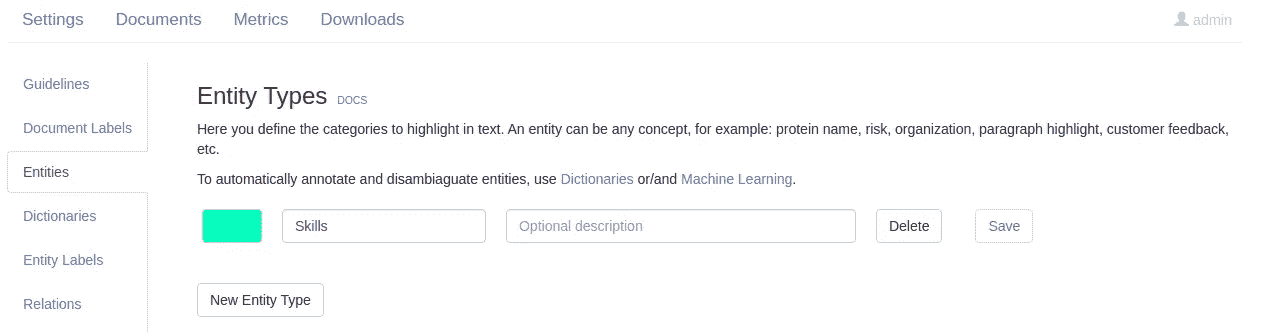 Settings Documents Metrics Downloads admin
Guidelines
Document Labels
Entities
Dictionaries
Entity Labels
Relations
Entity Types DOCS
Here you define the categories to highlight in text. An entity can be any concept, for example: protein name, risk, organization, paragraph highlight, customer feedback,
etc.
To automatically annotate and disambiaguate entities, use Dictionaries or/and Machine Learning.
Skills Optional description Delete Save
New Entity Type